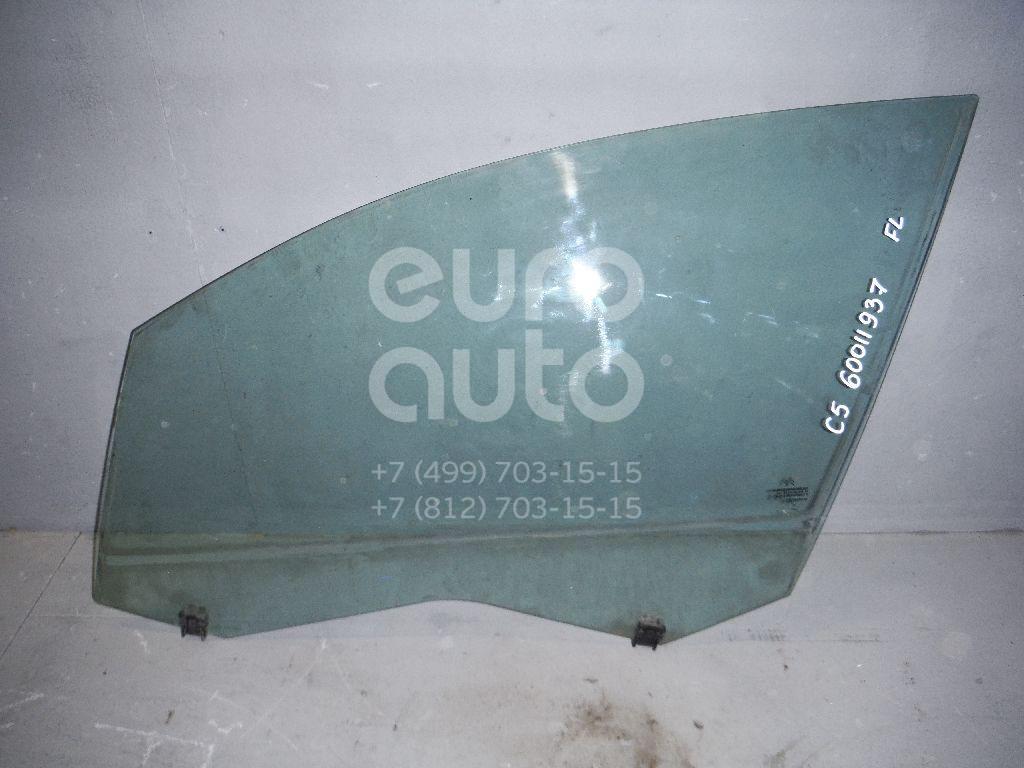 euro
auto
+7 (499) 703-15-15
+7 (812) 703-15-15
C5 60011937 FL